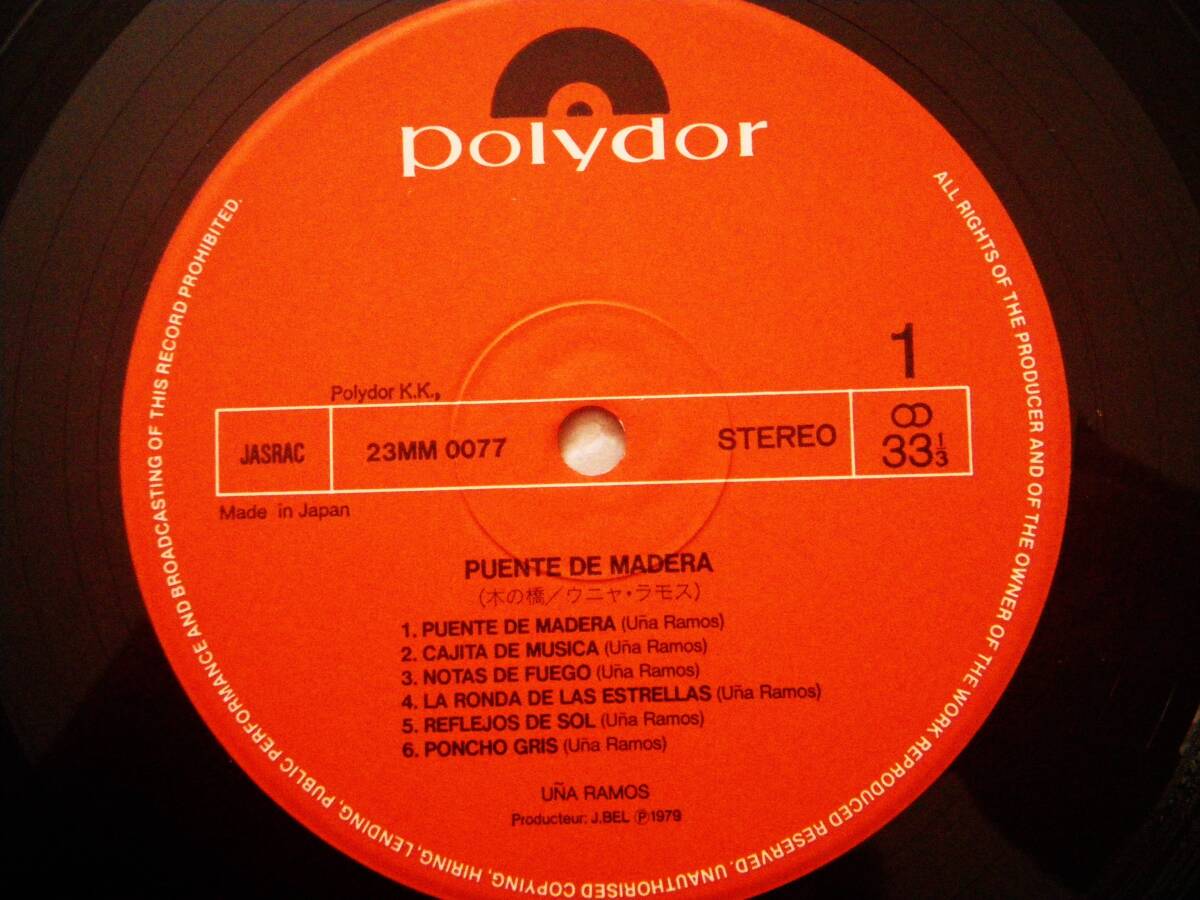 polydor
1
Polydor K.K.,
JASRAC
23MM 0077
STEREO
33 1/3
Made in Japan
PUENTE DE MADERA
(木の橋/ウニャ・ラモス)
1. PUENTE DE MADERA (Uña Ramos)
2. CAJITA DE MUSICA (Uña Ramos)
3. NOTAS DE FUEGO (Uña Ramos)
4. LA RONDA DE LAS ESTRELLAS (Uña Ramos)
5. REFLEJOS DE SOL (Uña Ramos)
6. PONCHO GRIS (Uña Ramos)
UÑA RAMOS
Producteur: J.BEL ℗1979
ALL RIGHTS OF THE PRODUCER AND OF THE OWNER OF THE WORK REPRODUCED RESERVED. UNAUTHORISED COPYING, HIRING, LENDING, PUBLIC PERFORMANCE AND BROADCASTING OF THIS RECORD PROHIBITED.